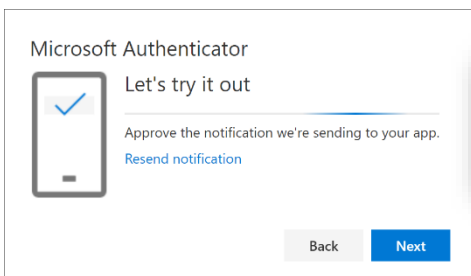 Microsoft Authenticator
Let's try it out
Approve the notification we're sending to your app.
Resend notification
Back
Next